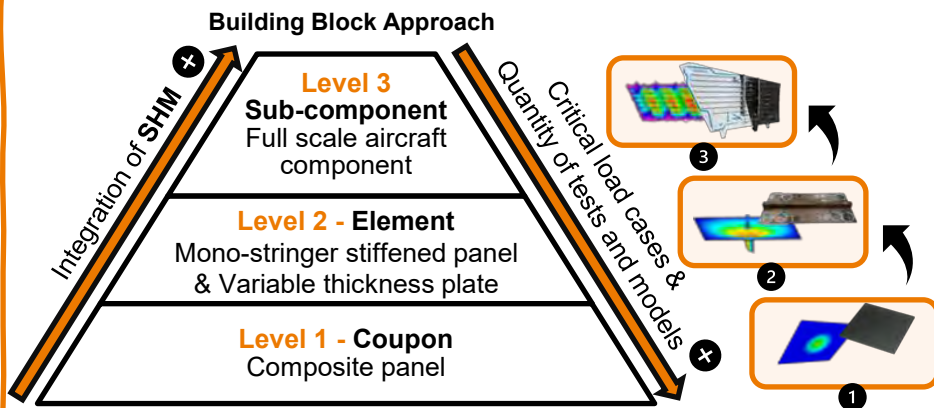 Building Block Approach
Integration of SHM +
Level 3
Sub-component
Full scale aircraft
component
Level 2 - Element
Mono-stringer stiffened panel
& Variable thickness plate
Level 1 - Coupon
Composite panel
Critical load cases &
Quantity of tests and models +
3
2
1